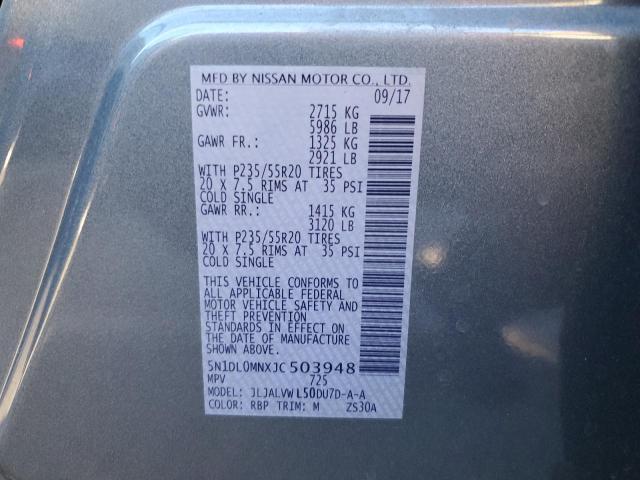 MFD BY NISSAN MOTOR CO., LTD.
DATE: 09/17
GVWR: 2715 KG
5986 LB
GAWR FR.: 1325 KG
2921 LB
WITH P235/55R20 TIRES
20 X 7.5 RIMS AT 35 PSI
COLD SINGLE
GAWR RR.: 1415 KG
3120 LB
WITH P235/55R20 TIRES
20 X 7.5 RIMS AT 35 PSI
COLD SINGLE
THIS VEHICLE CONFORMS TO
ALL APPLICABLE FEDERAL
MOTOR VEHICLE SAFETY AND
THEFT PREVENTION
STANDARDS IN EFFECT ON
THE DATE OF MANUFACTURE
SHOWN ABOVE.
5N1DL0MNXJC503948
MPV 725
MODEL: JLJALVWL50DU7D-A-A
COLOR: RBP TRIM: M ZS30A